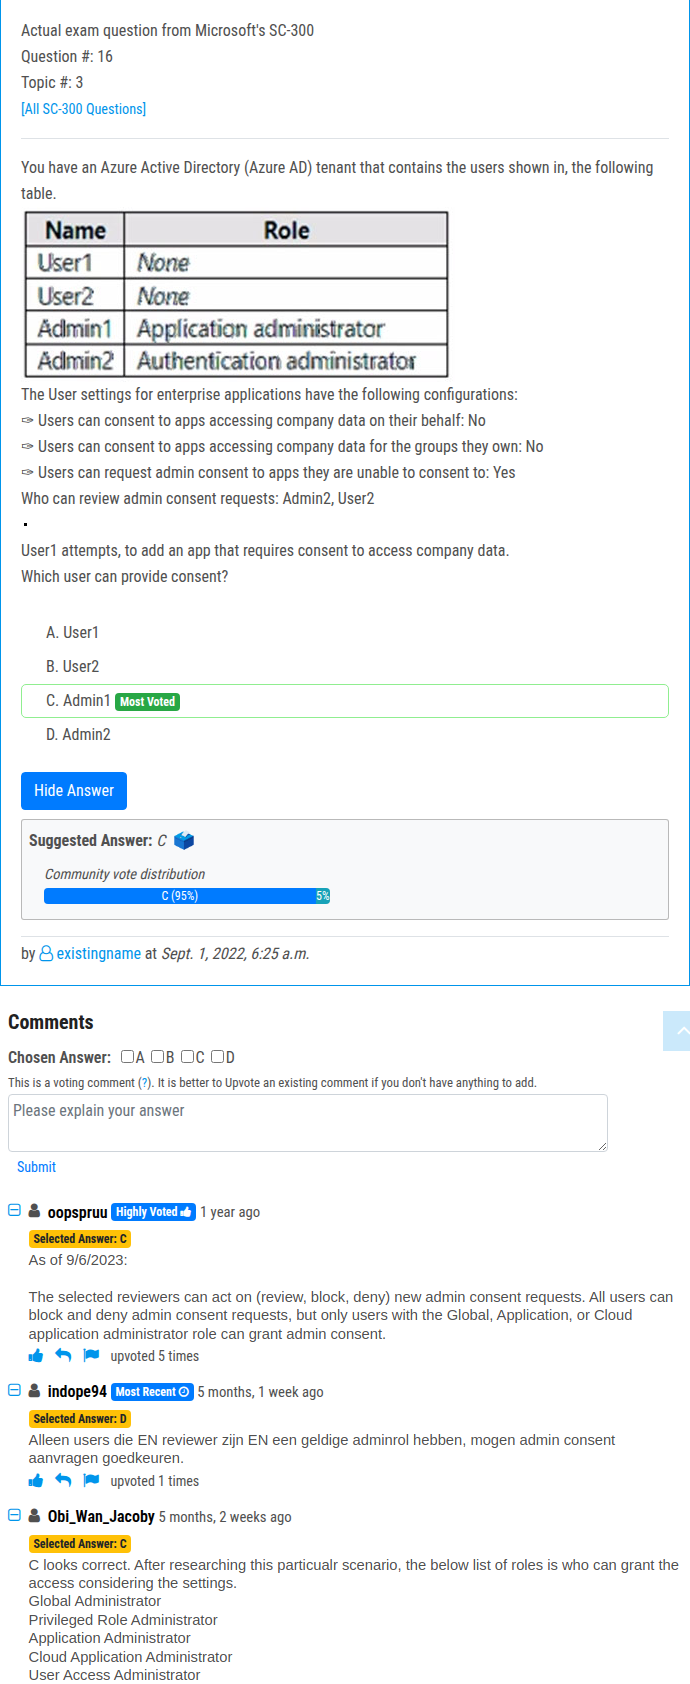 Actual exam question from Microsoft's SC-300
Question #: 16
Topic #: 3
[All SC-300 Questions]
You have an Azure Active Directory (Azure AD) tenant that contains the users shown in, the following
table.
Name Role
User1 None
User2 None
Admin1 Application administrator
Admin2 Authentication administrator
The User settings for enterprise applications have the following configurations:
✑ Users can consent to apps accessing company data on their behalf: No
✑ Users can consent to apps accessing company data for the groups they own: No
✑ Users can request admin consent to apps they are unable to consent to: Yes
Who can review admin consent requests: Admin2, User2
.
User1 attempts, to add an app that requires consent to access company data.
Which user can provide consent?
A. User1
B. User2
C. Admin1 Most Voted
D. Admin2
Hide Answer
Suggested Answer: C
Community vote distribution
C (95%) 5%
by existingname at Sept. 1, 2022, 6:25 a.m.
Comments
Chosen Answer: A B C D
This is a voting comment (?). It is better to Upvote an existing comment if you don't have anything to add.
Please explain your answer
Submit
oopspruu Highly Voted 1 year ago
Selected Answer: C
As of 9/6/2023:
The selected reviewers can act on (review, block, deny) new admin consent requests. All users can
block and deny admin consent requests, but only users with the Global, Application, or Cloud
application administrator role can grant admin consent.
upvoted 5 times
indope94 Most Recent 5 months, 1 week ago
Selected Answer: D
Alleen users die EN reviewer zijn EN een geldige adminrol hebben, mogen admin consent
aanvragen goedkeuren.
upvoted 1 times
Obi_Wan_Jacoby 5 months, 2 weeks ago
Selected Answer: C
C looks correct. After researching this particualr scenario, the below list of roles is who can grant the
access considering the settings.
Global Administrator
Privileged Role Administrator
Application Administrator
Cloud Application Administrator
User Access Administrator